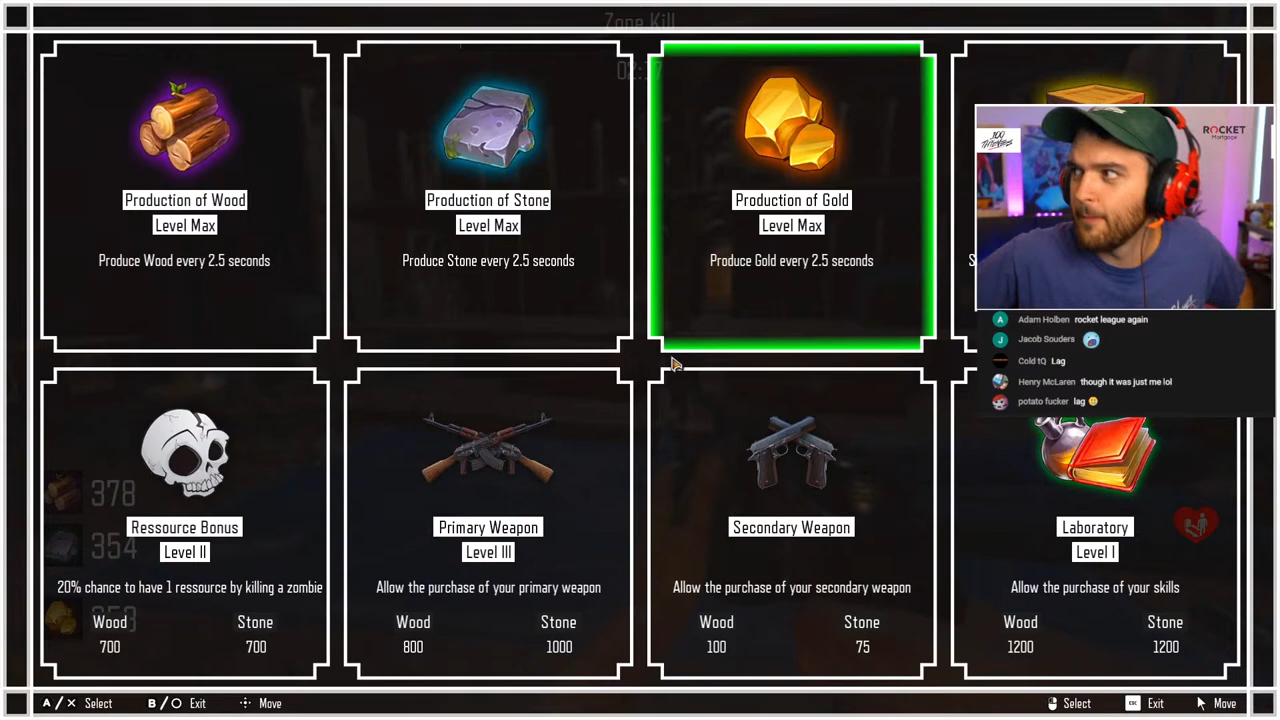 Zone Kill
02:
Production of Wood
Level Max
Produce Wood every 2.5 seconds
Production of Stone
Level Max
Produce Stone every 2.5 seconds
Production of Gold
Level Max
Produce Gold every 2.5 seconds
S
100
Thieves
ROCKET
Mortgage
A Adam Holben rocket league again
J Jacob Souders
Cold tQ Lag
Henry McLaren though it was just me lol
potato fucker lag
378
354
Ressource Bonus
Level II
20% chance to have 1 ressource by killing a zombie
Wood Stone
700 700
Primary Weapon
Level III
Allow the purchase of your primary weapon
Wood Stone
800 1000
Secondary Weapon
Allow the purchase of your secondary weapon
Wood Stone
100 75
Laboratory
Level I
Allow the purchase of your skills
Wood Stone
1200 1200
A / X Select B / O Exit Move
Select ESC Exit Move